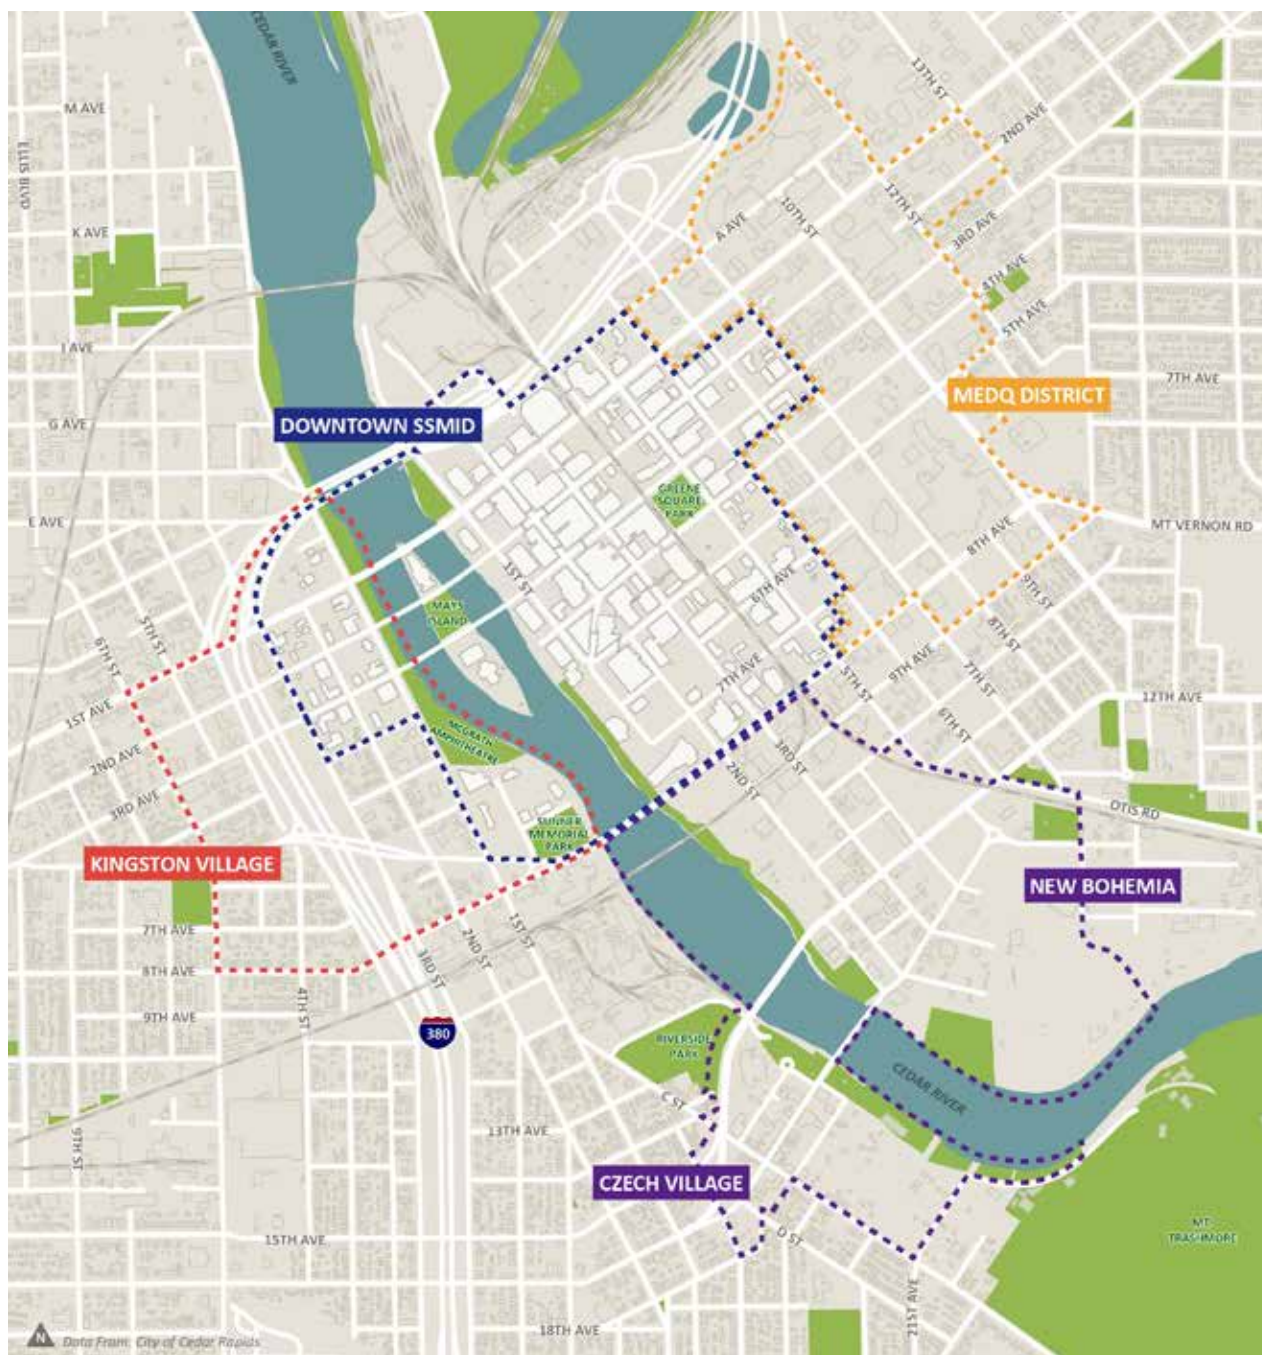 CEDAR RIVER
13TH ST
M AVE
2ND AVE
ELLIS BLVD
12TH ST
10TH ST
A AVE
3RD AVE
K AVE
4TH AVE
5TH AVE
I AVE
7TH AVE
MEDQ DISTRICT
G AVE
DOWNTOWN SSMID
GREENE
SQUARE
PARK
E AVE
MT VERNON RD
8TH AVE
1ST ST
6TH AVE
9TH ST
MAYS
ISLAND
5TH ST
6TH ST
8TH ST
9TH AVE
7TH ST
7TH AVE
5TH ST
12TH AVE
1ST AVE
6TH ST
MCGRATH
AMPHITHEATRE
2ND AVE
3RD ST
2ND ST
3RD AVE
OTIS RD
SUNNER
MEMORIAL
PARK
KINGSTON VILLAGE
NEW BOHEMIA
7TH AVE
1ST ST
2ND ST
8TH AVE
3RD ST
4TH ST
9TH AVE
380
RIVERSIDE
PARK
CEDAR RIVER
C ST
13TH AVE
9TH ST
CZECH VILLAGE
MT
TRASHMORE
D ST
15TH AVE
21ST AVE
18TH AVE
N
Data From: City of Cedar Rapids